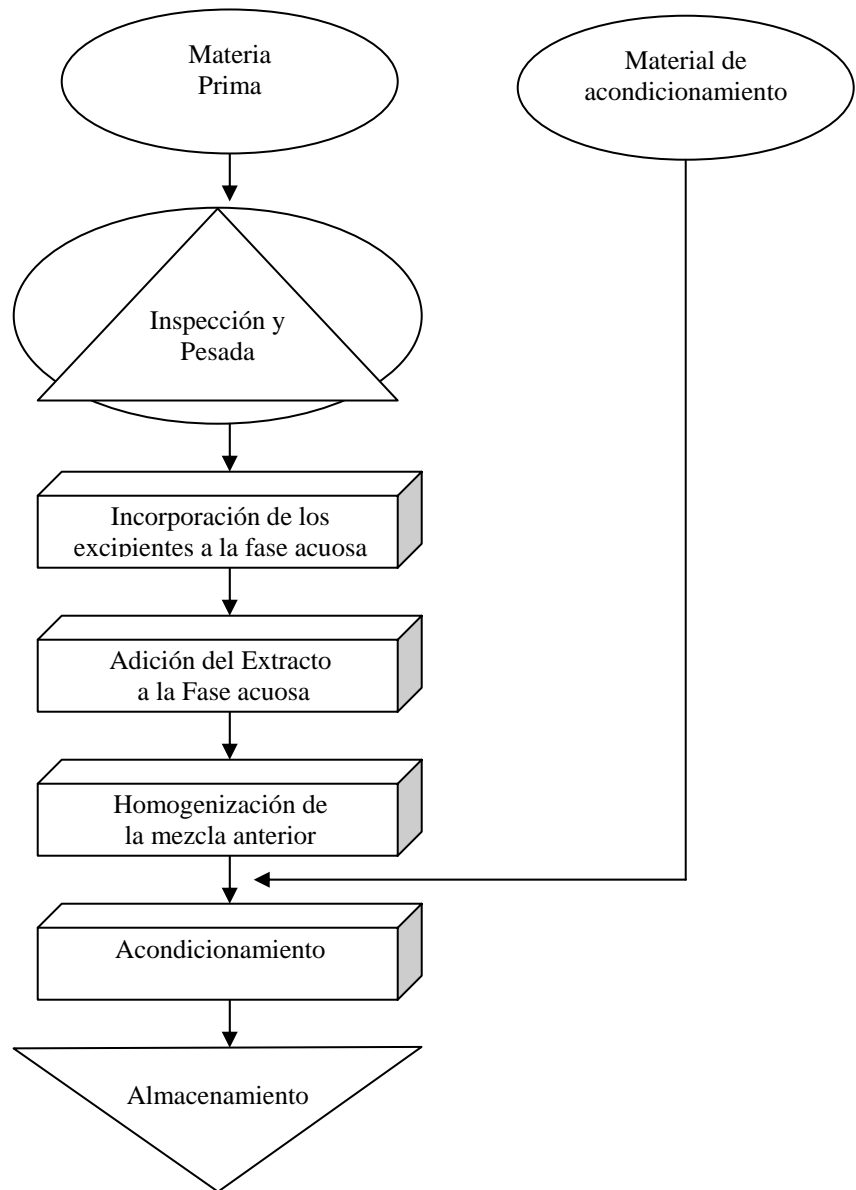 Materia
Prima
Material de
acondicionamiento
Inspección y
Pesada
Incorporación de los
excipientes a la fase acuosa
Adición del Extracto
a la Fase acuosa
Homogenización de
la mezcla anterior
Acondicionamiento
Almacenamiento